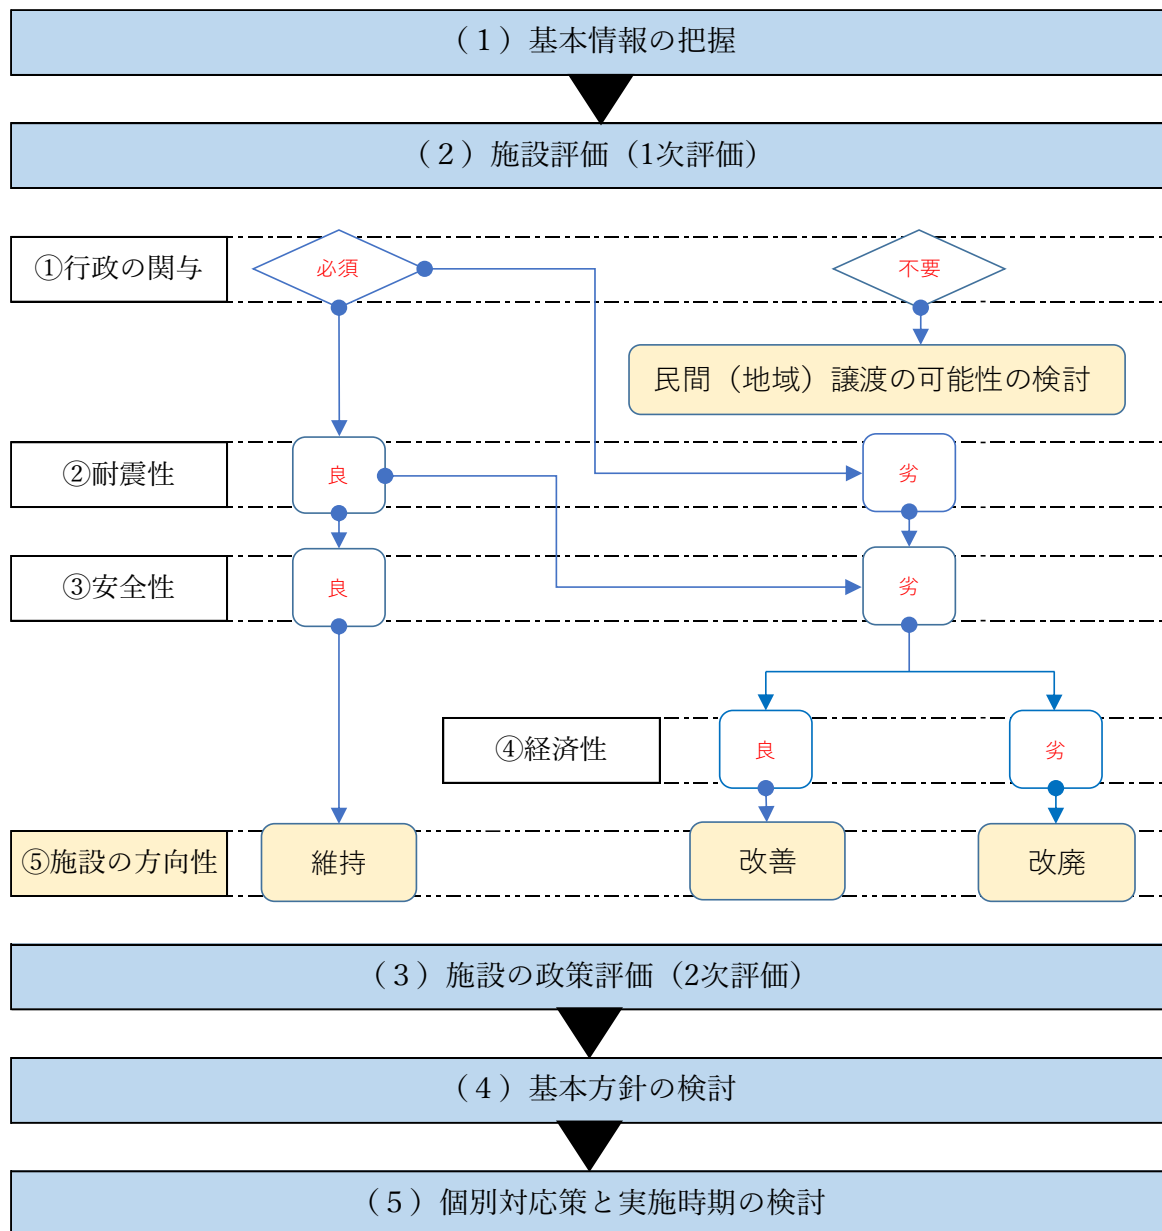 （１）基本情報の把握
（２）施設評価（1次評価）
①行政の関与
必須
不要
民間（地域）譲渡の可能性の検討
②耐震性
良
劣
③安全性
良
劣
④経済性
良
劣
⑤施設の方向性
維持
改善
改廃
（３）施設の政策評価（2次評価）
（４）基本方針の検討
（５）個別対応策と実施時期の検討